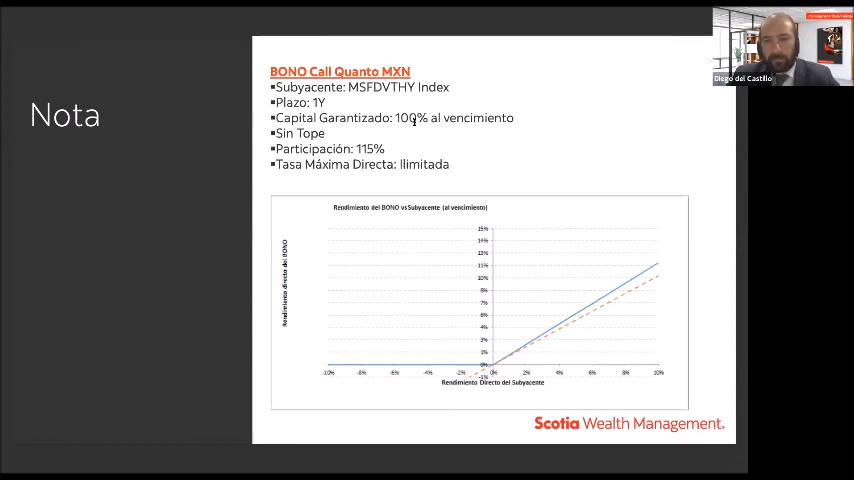 Nota
BONO Call Quanto MXN
▪Subyacente: MSFDVTHY Index
▪Plazo: 1Y
▪Capital Garantizado: 100% al vencimiento
▪Sin Tope
▪Participación: 115%
▪Tasa Máxima Directa: Ilimitada
Rendimiento del BONO vs Subyacente (al vencimiento)
Rendimiento directo del BONO
15%
14%
13%
11%
10%
8%
7%
6%
4%
3%
1%
0%
-1%
-10% -8% -6% -4% -2% 0% 2% 4% 6% 8% 10%
Rendimiento Directo del Subyacente
Scotia Wealth Management.
Diego del Castillo